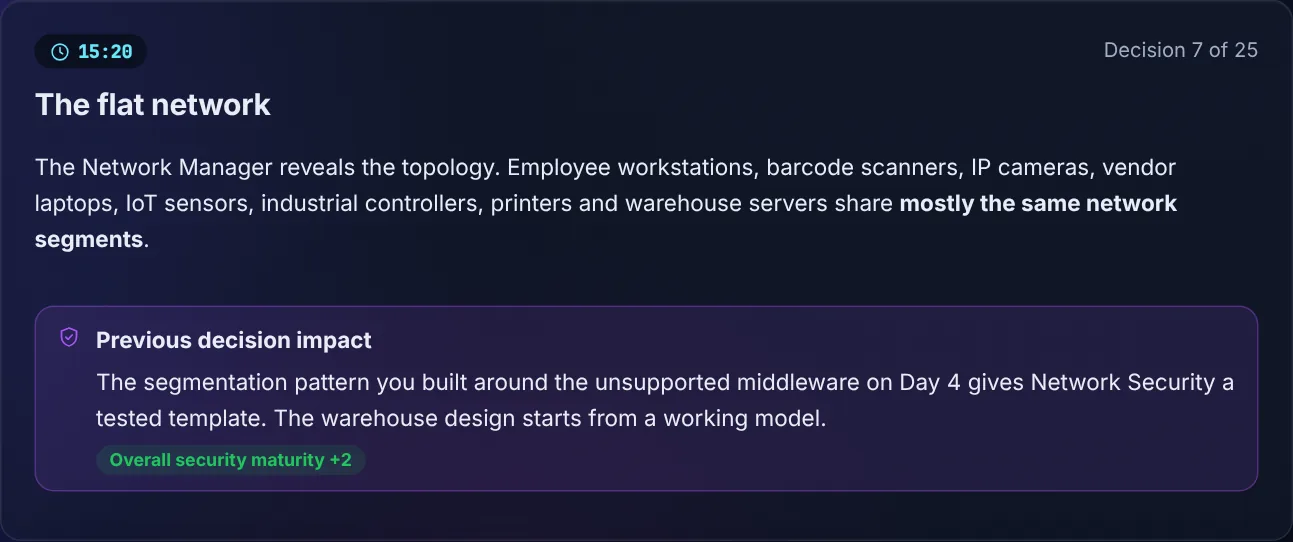 15:20
Decision 7 of 25
The flat network
The Network Manager reveals the topology. Employee workstations, barcode scanners, IP cameras, vendor
laptops, IoT sensors, industrial controllers, printers and warehouse servers share mostly the same network
segments.
Previous decision impact
The segmentation pattern you built around the unsupported middleware on Day 4 gives Network Security a
tested template. The warehouse design starts from a working model.
Overall security maturity +2